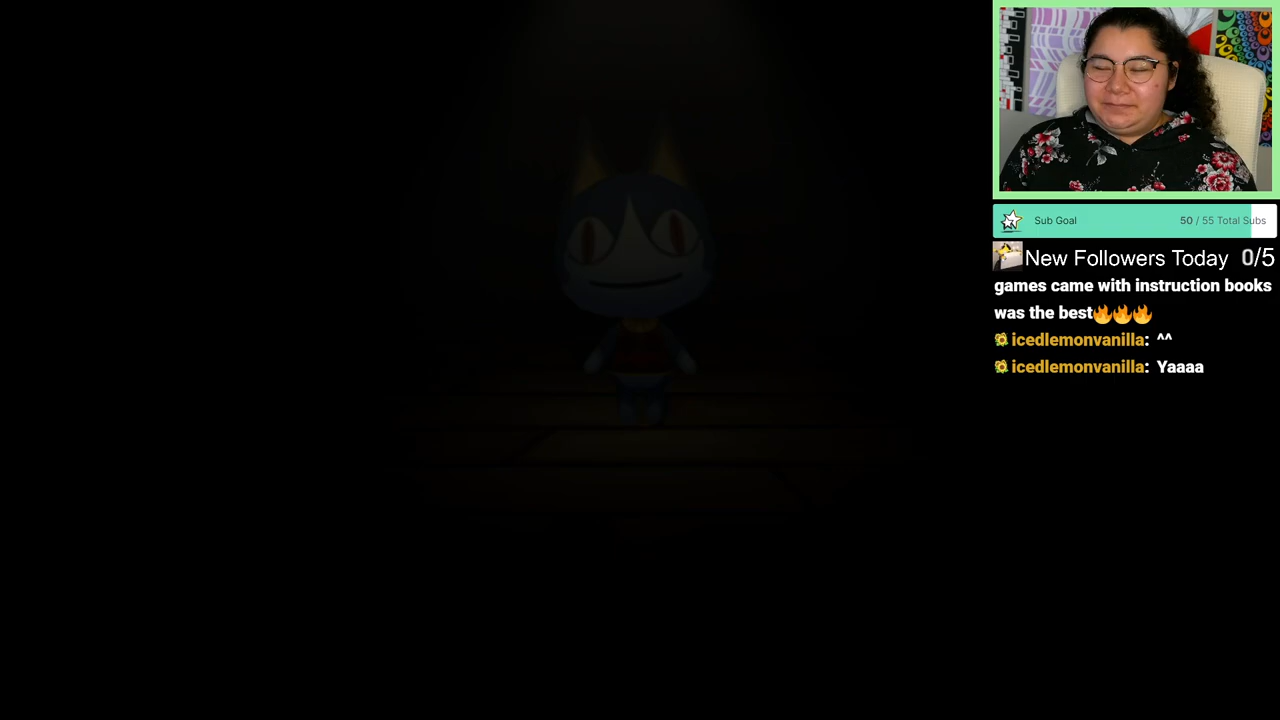 Sub Goal 50 / 55 Total Subs
New Followers Today 0/5
games came with instruction books
was the best🔥🔥🔥
icedlemonvanilla: ^^
icedlemonvanilla: Yaaaa